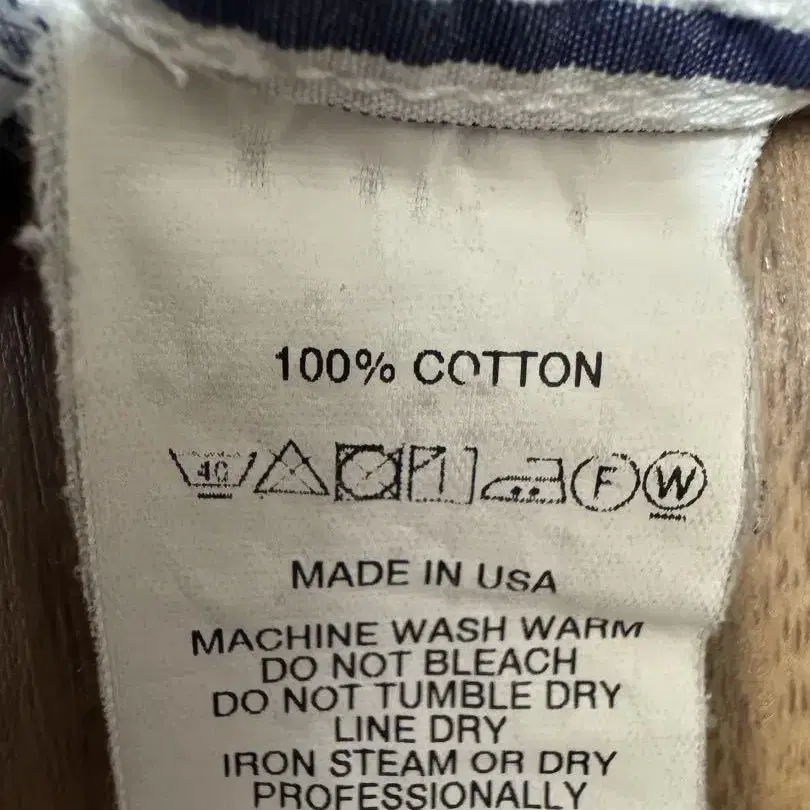 100% COTTON
40 F W
MADE IN USA
MACHINE WASH WARM
DO NOT BLEACH
DO NOT TUMBLE DRY
LINE DRY
IRON STEAM OR DRY
PROFESSIONALLY